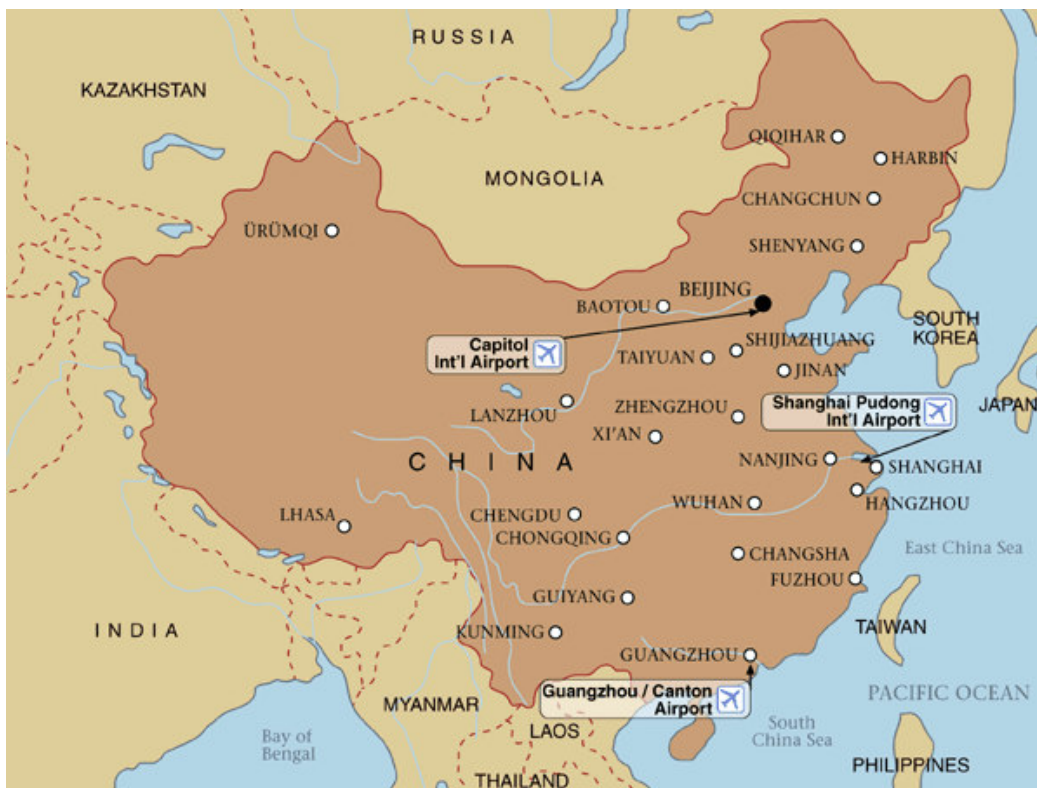 RUSSIA
KAZAKHSTAN
QIQIHAR
HARBIN
MONGOLIA
CHANGCHUN
ÜRÜMQI
SHENYANG
BEIJING
BAOTOU
SOUTH
KOREA
Capitol
Int'l Airport
SHIJIAZHUANG
TAIYUAN
JINAN
Shanghai Pudong
Int'l Airport
JAPAN
LANZHOU
ZHENGZHOU
XI'AN
CHINA
NANJING
SHANGHAI
WUHAN
HANGZHOU
LHASA
CHENGDU
CHONGQING
East China Sea
CHANGSHA
FUZHOU
GUIYANG
INDIA
KUNMING
TAIWAN
GUANGZHOU
Guangzhou / Canton
Airport
PACIFIC OCEAN
MYANMAR
South
China Sea
LAOS
Bay of
Bengal
PHILIPPINES
THAILAND